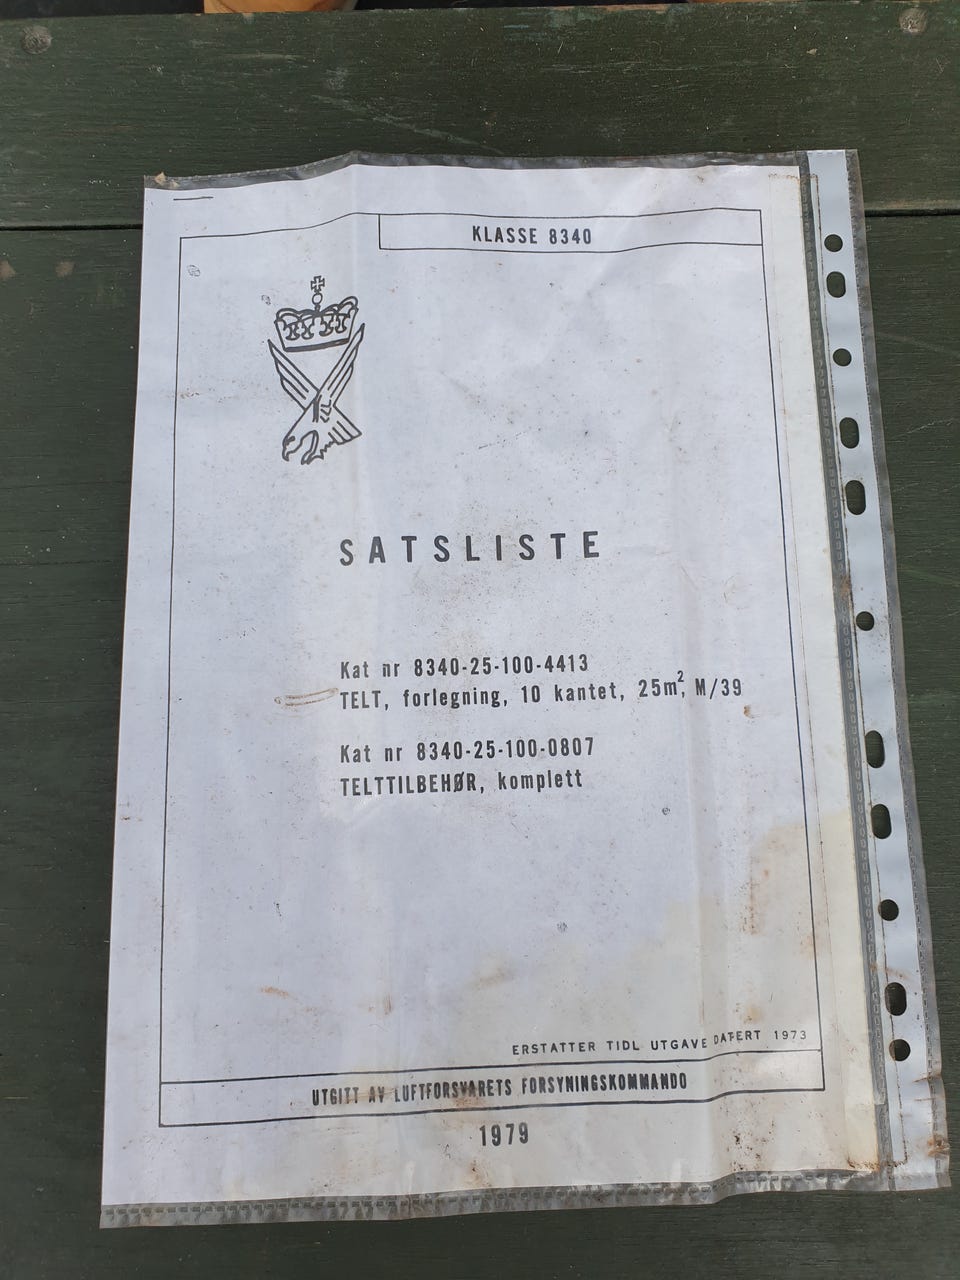 KLASSE 8340
SATSLISTE
Kat nr 8340-25-100-4413
TELT, forlegning, 10 kantet, 25m², M/39
Kat nr 8340-25-100-0807
TELTTILBEHØR, komplett
ERSTATTER TIDL UTGAVE DATERT 1973
UTGITT AV LUFTFORSVARETS FORSYNINGSKOMMANDO
1979